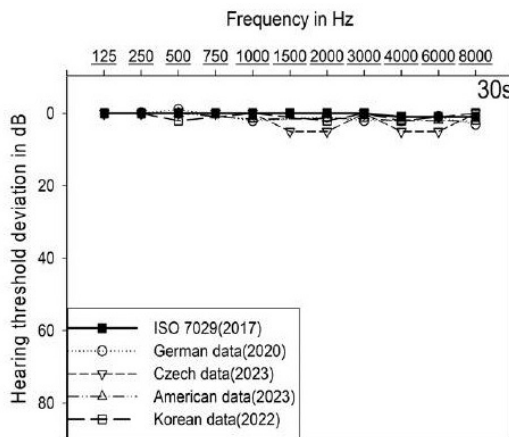 Frequency in Hz
125 250 500 750 1000 1500 2000 3000 4000 6000 8000
30s
Hearing threshold deviation in dB
0
20
40
60
80
ISO 7029(2017)
German data(2020)
Czech data(2023)
American data(2023)
Korean data(2022)